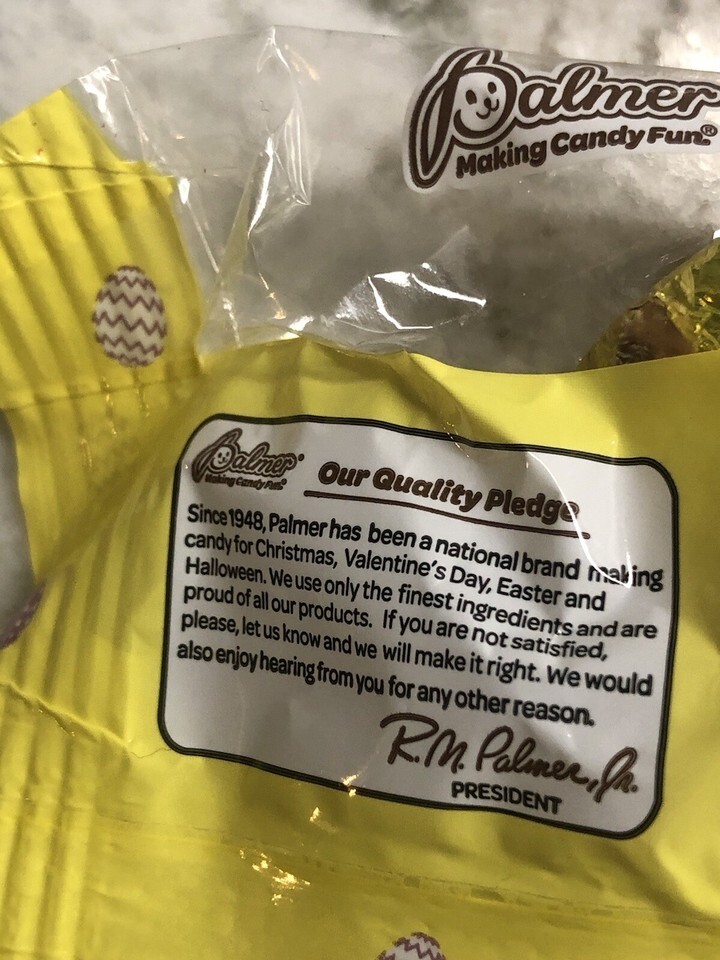 Palmer
Making Candy Fun.®
Palmer®
Making Candy Fun.®
Our Quality Pledge
Since 1948, Palmer has been a national brand making
candy for Christmas, Valentine's Day, Easter and
Halloween. We use only the finest ingredients and are
proud of all our products. If you are not satisfied,
please, let us know and we will make it right. We would
also enjoy hearing from you for any other reason.
R.M. Palmer, Jr.
PRESIDENT